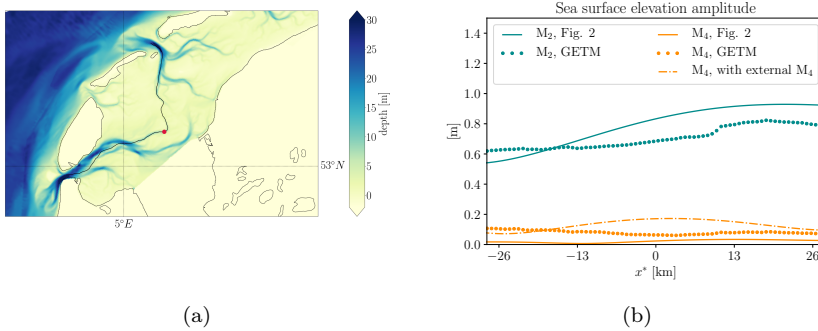 30
25
20
15
10
5
0
depth [m]
53°N
5°E
(a)
Sea surface elevation amplitude
M₂, Fig. 2
M₂, GETM
M₄, Fig. 2
M₄, GETM
M₄, with external M₄
1.4
1.2
1.0
0.8
0.6
0.4
0.2
0.0
[m]
−26 −13 0 13 26
x* [km]
(b)